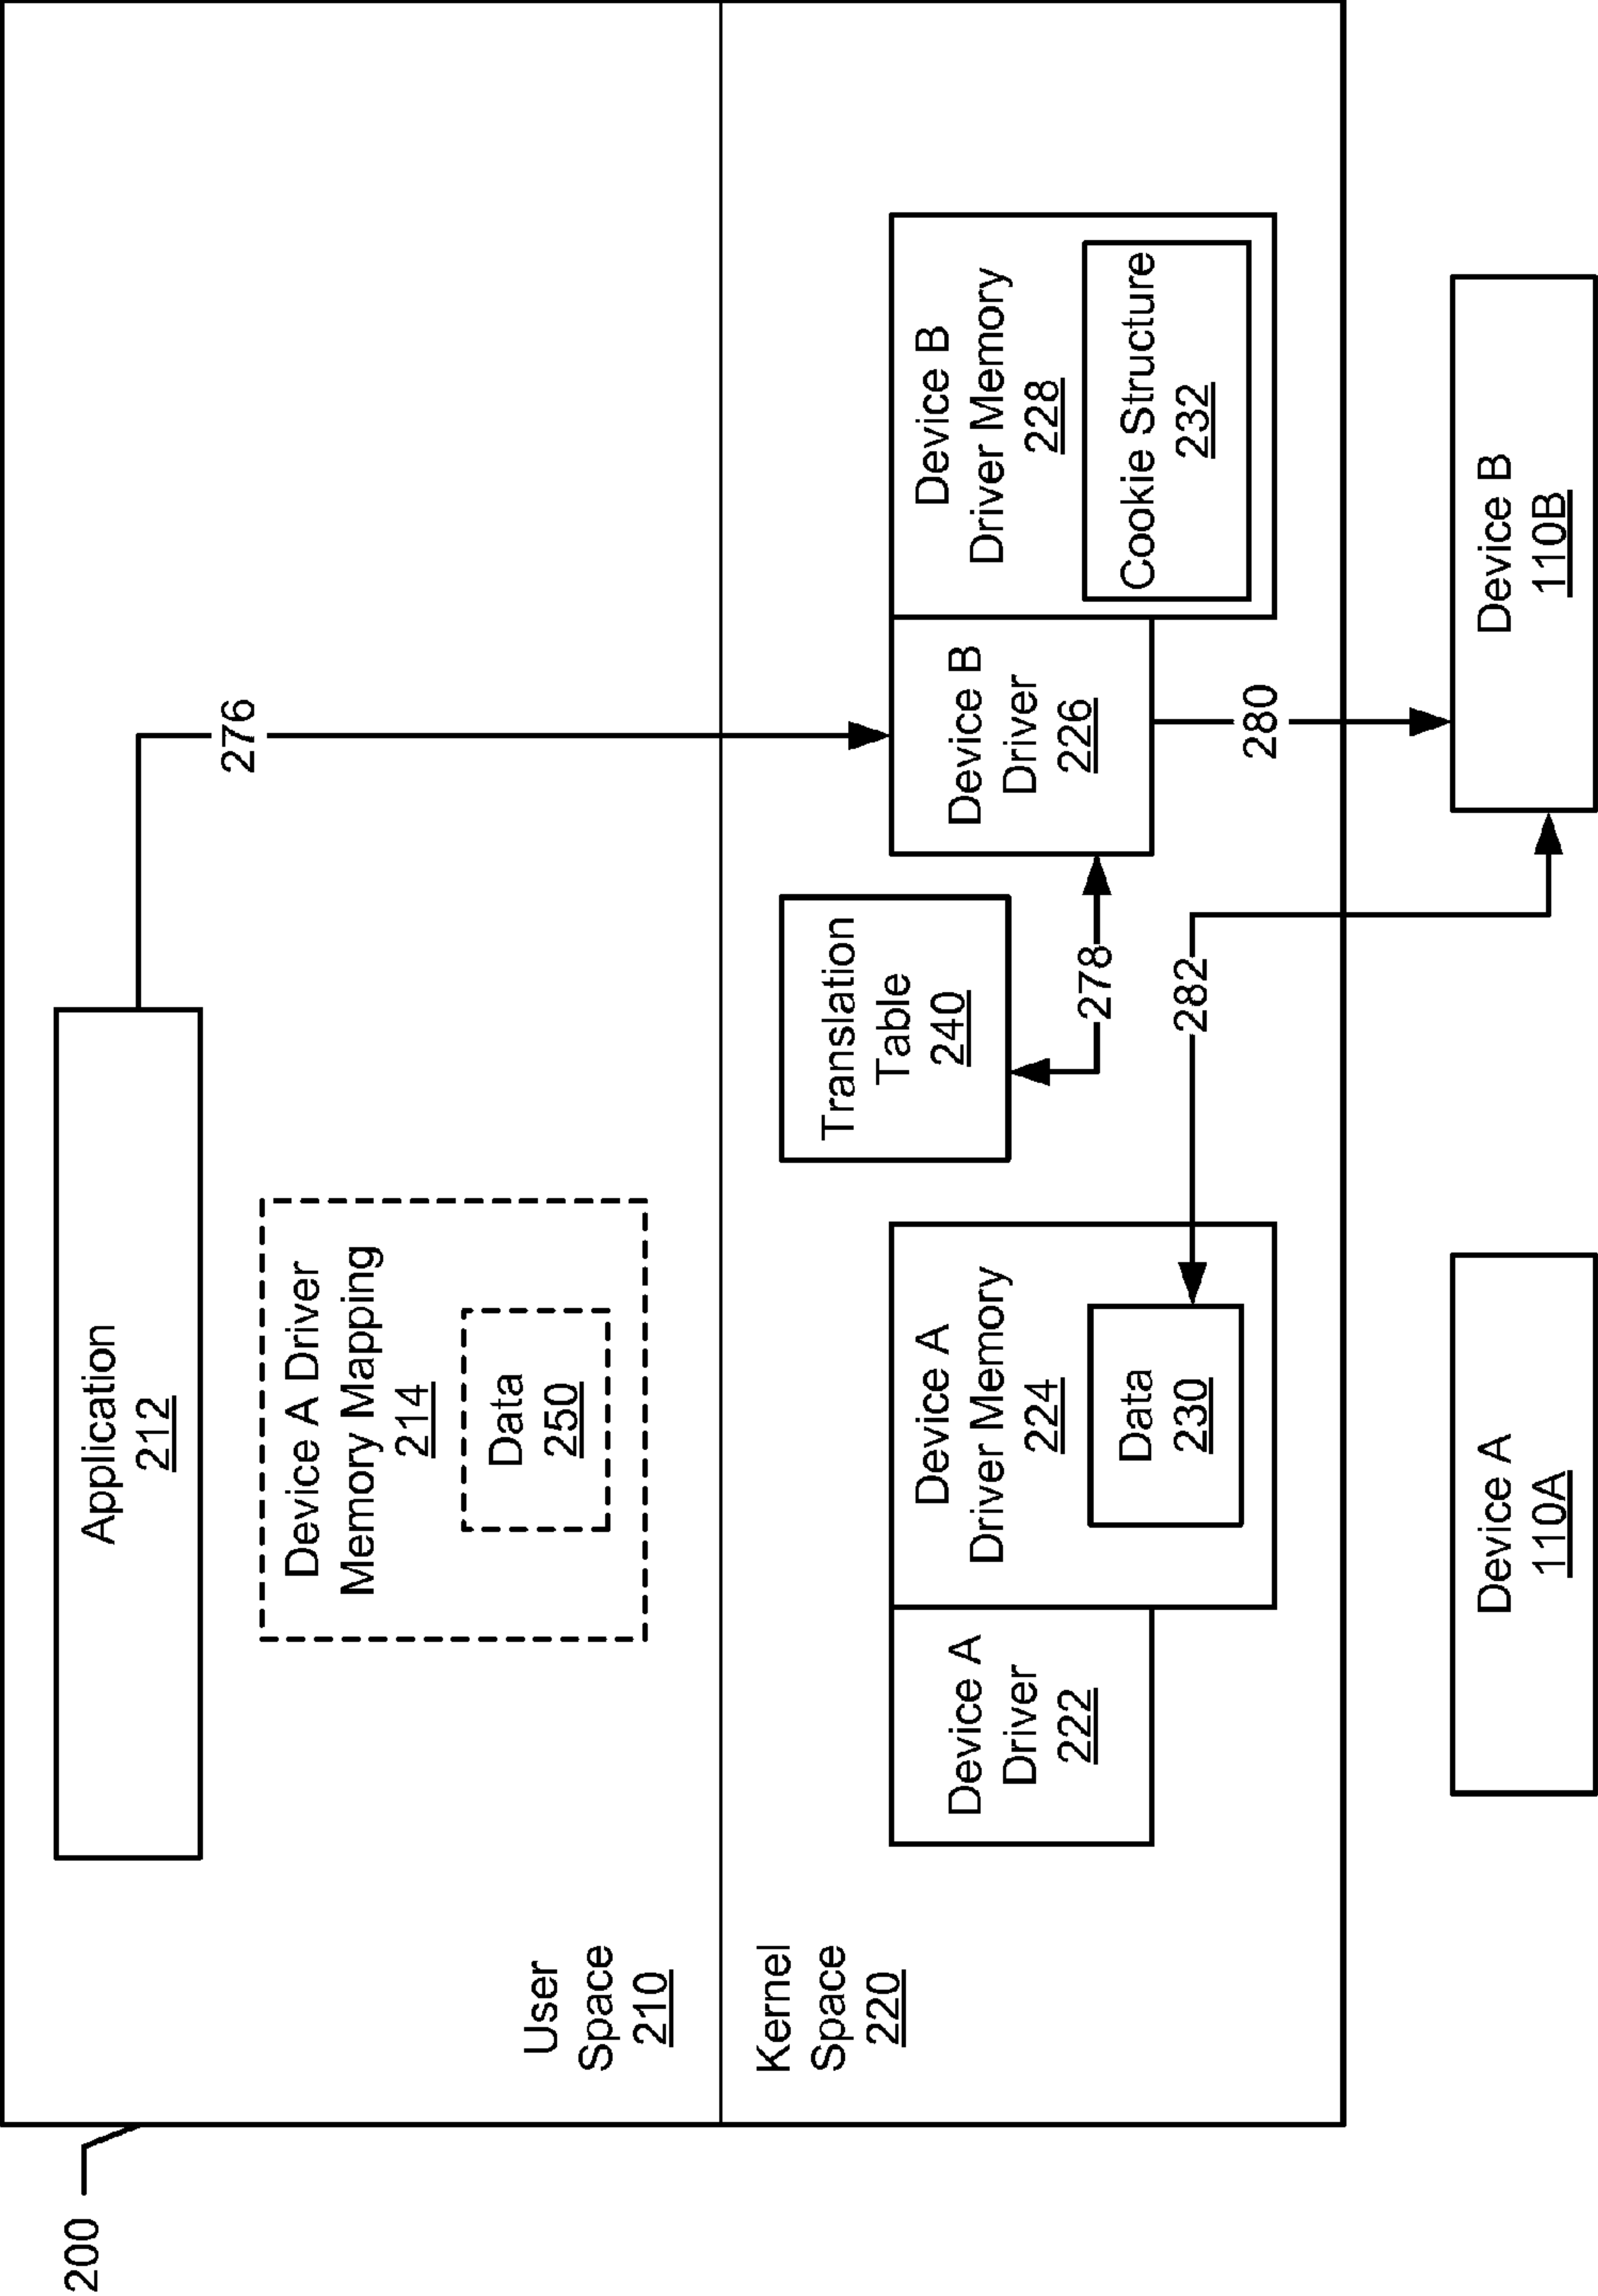 200
Application
212
276
Device A Driver
Memory Mapping
214
Data
250
User
Space
210
Kernel
Space
220
Translation
Table
240
Device A
Driver
222
Device A
Driver Memory
224
Data
230
278
282
Device B
Driver
226
Device B
Driver Memory
228
Cookie Structure
232
280
Device A
110A
Device B
110B